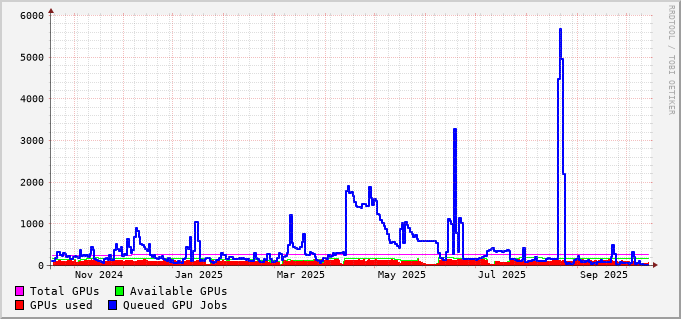 6000
5000
4000
3000
2000
1000
0
Nov 2024 Jan 2025 Mar 2025 May 2025 Jul 2025 Sep 2025
Total GPUs Available GPUs
GPUs used Queued GPU Jobs
RRDTOOL / TOBI OETIKER